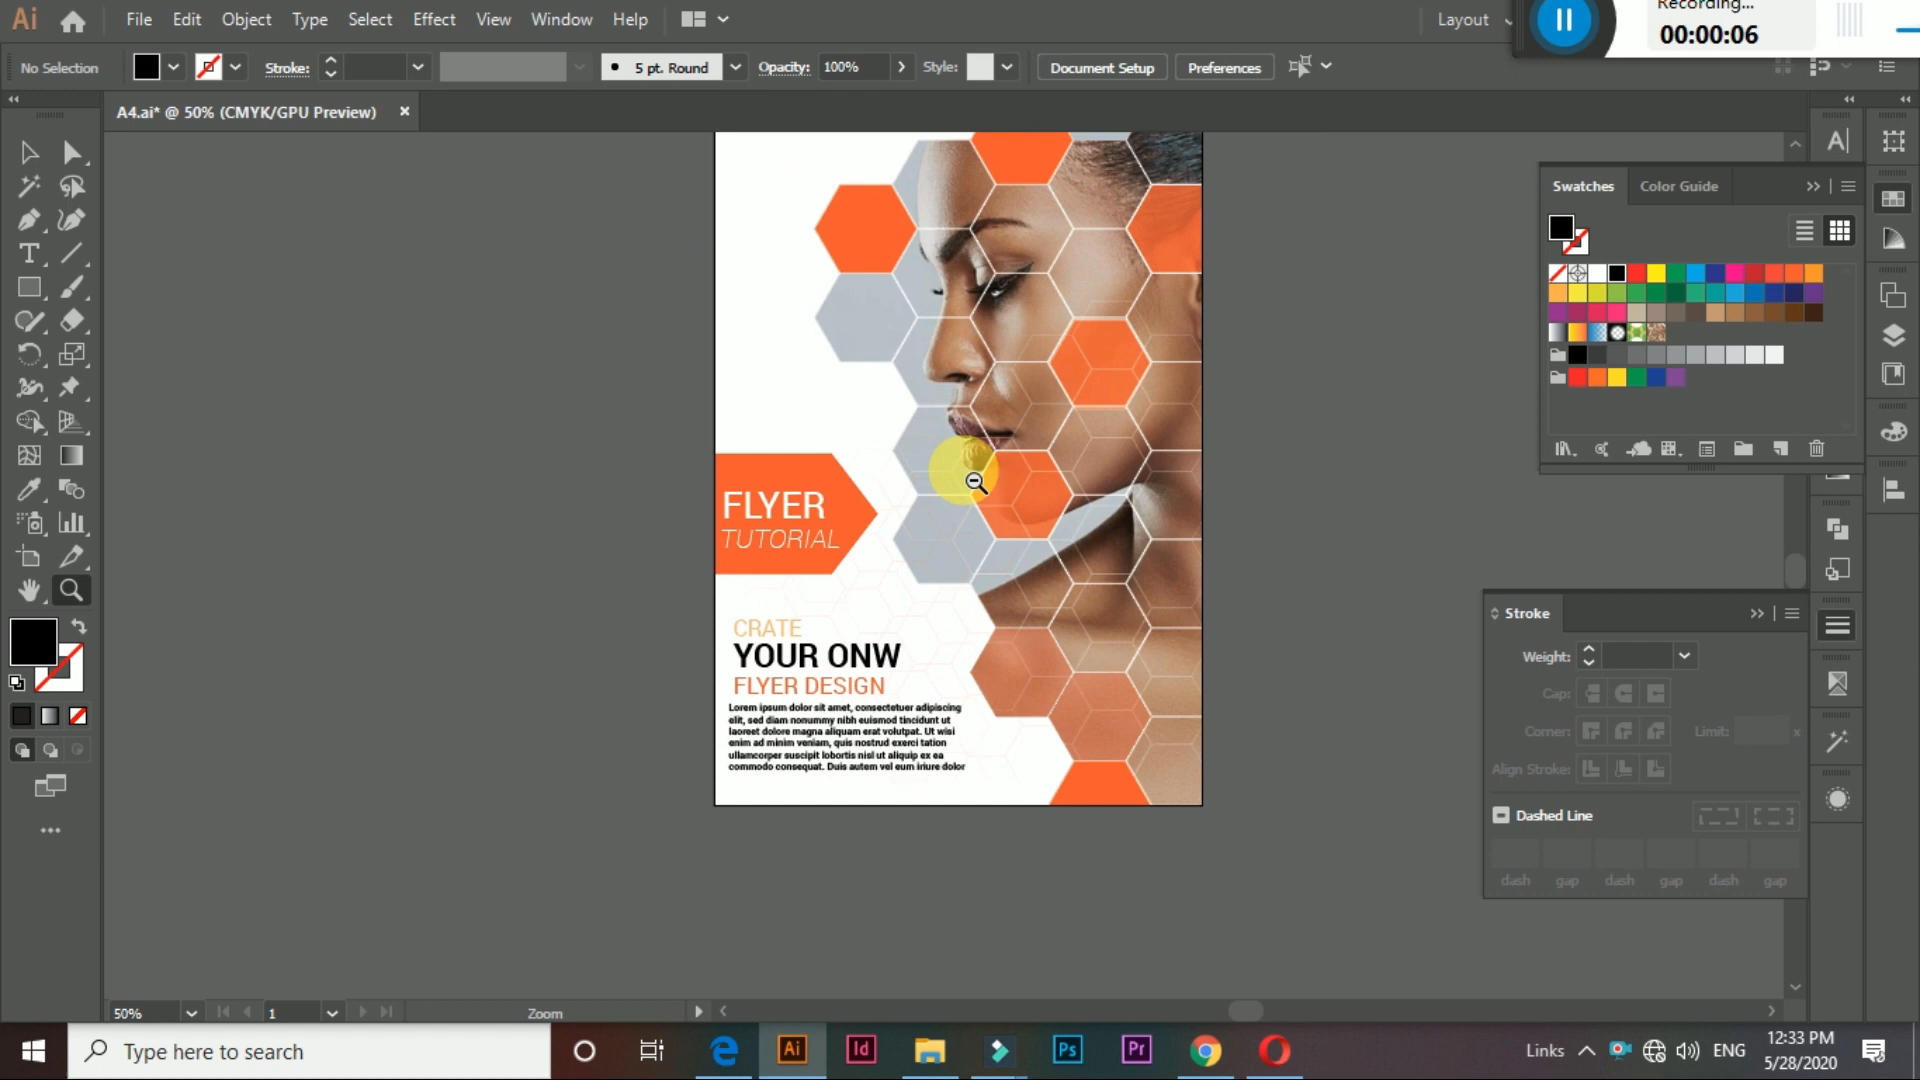 Ai File Edit Object Type Select Effect View Window Help Layout
Recording...
00:00:06
No Selection Stroke: 5 pt. Round Opacity: 100% Style: Document Setup Preferences
A4.ai* @ 50% (CMYK/GPU Preview) ×
Swatches Color Guide
FLYER
TUTORIAL
CRATE
YOUR ONW
FLYER DESIGN
Lorem ipsum dolor sit amet, consectetuer adipiscing
elit, sed diam nonummy nibh euismod tincidunt ut
laoreet dolore magna aliquam erat volutpat. Ut wisi
enim ad minim veniam, quis nostrud exerci tation
ullamcorper suscipit lobortis nisl ut aliquip ex ea
commodo consequat. Duis autem vel eum iriure dolor
Stroke
Weight:
Cap:
Corner: Limit: x
Align Stroke:
Dashed Line
dash gap dash gap dash gap
50% 1 Zoom
Type here to search Ai Id Ps Pr Links ENG
12:33 PM
5/28/2020